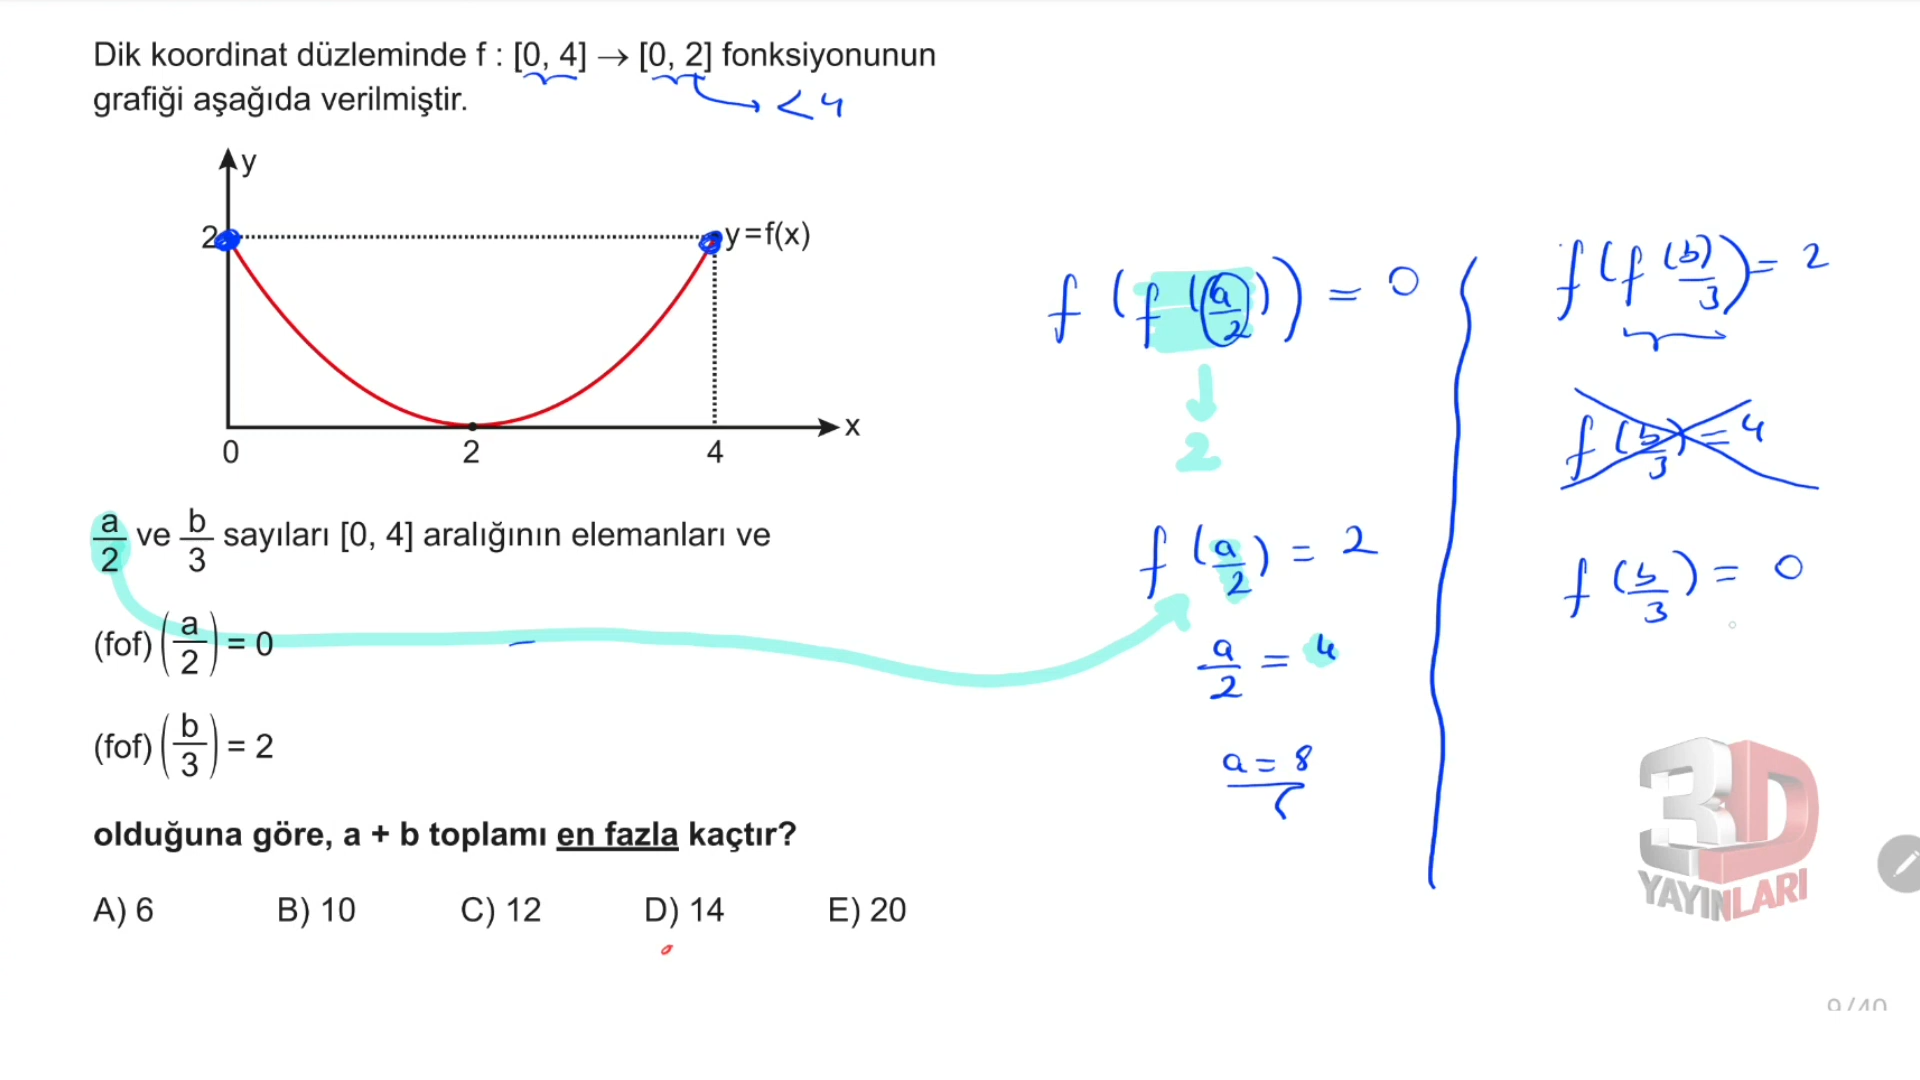 Dik koordinat düzleminde f : [0, 4] → [0, 2] fonksiyonunun
grafiği aşağıda verilmiştir.
< 4
y
2
y=f(x)
x
0
2
4
a/2 ve b/3 sayıları [0, 4] aralığının elemanları ve
(fof)(a/2) = 0
(fof)(b/3) = 2
olduğuna göre, a + b toplamı en fazla kaçtır?
A) 6 B) 10 C) 12 D) 14 E) 20
f(f(a/2)) = 0
2
f(a/2) = 2
a/2 = 4
a = 8
f(f(b/3)) = 2
f(b/3) = 4
f(b/3) = 0
3D
YAYINLARI
9/40